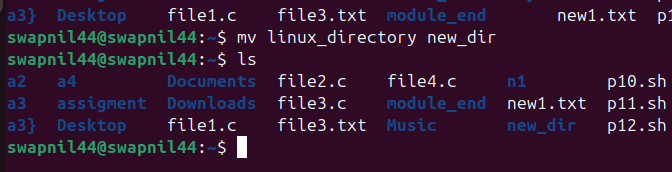 a3} Desktop file1.c file3.txt module_end new1.txt
swapnil44@swapnil44:~$ mv linux_directory new_dir
swapnil44@swapnil44:~$ ls
a2 a4 Documents file2.c file4.c n1 p10.sh
a3 assigment Downloads file3.c module_end new1.txt p11.sh
a3} Desktop file1.c file3.txt Music new_dir p12.sh
swapnil44@swapnil44:~$